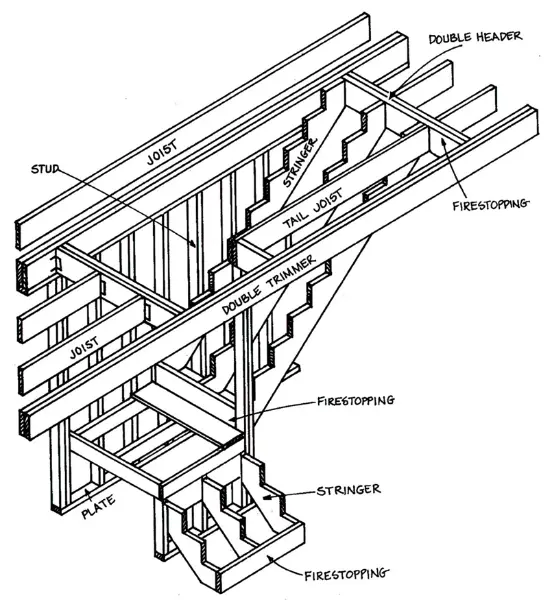 DOUBLE HEADER
JOIST
STRINGER
STUD
TAIL JOIST
FIRESTOPPING
DOUBLE TRIMMER
JOIST
FIRESTOPPING
STRINGER
PLATE
FIRESTOPPING